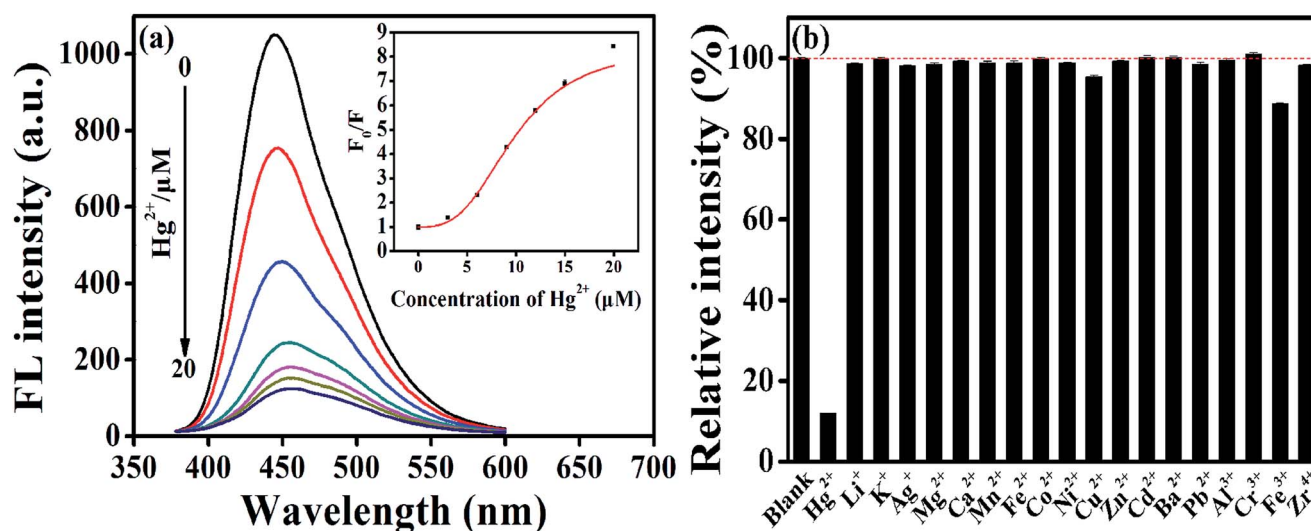 (a)
FL intensity (a.u.)
1000
800
600
400
200
0
0
Hg²⁺/μM
20
350 400 450 500 550 600 650 700
Wavelength (nm)
F₀/F
9
8
7
6
5
4
3
2
1
0
0 5 10 15 20
Concentration of Hg²⁺ (μM)
(b)
Relative intensity (%)
100
80
60
40
20
0
Blank
Hg²⁺
Li⁺
K⁺
Ag⁺
Mg²⁺
Ca²⁺
Mn²⁺
Fe²⁺
Co²⁺
Ni²⁺
Cu²⁺
Zn²⁺
Cd²⁺
Ba²⁺
Pb²⁺
Al³⁺
Cr³⁺
Fe³⁺
Zr⁴⁺